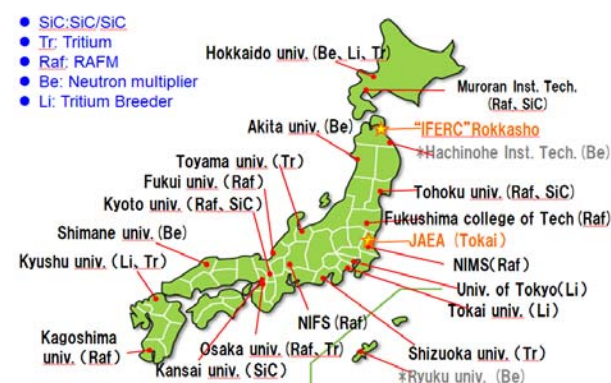 SiC:SiC/SiC
Tr: Tritium
Raf: RAFM
Be: Neutron multiplier
Li: Tritium Breeder
Hokkaido univ. (Be, Li, Tr)
Muroran Inst. Tech.
(Raf, SiC)
Akita univ. (Be)
"IFERC"Rokkasho
*Hachinohe Inst. Tech. (Be)
Toyama univ. (Tr)
Fukui univ. (Raf)
Kyoto univ. (Raf, SiC)
Tohoku univ. (Raf, SiC)
Fukushima college of Tech (Raf)
Shimane univ. (Be)
JAEA (Tokai)
Kyushu univ. (Li, Tr)
NIMS(Raf)
Univ. of Tokyo(Li)
Tokai univ. (Li)
NIFS (Raf)
Kagoshima
univ. (Raf)
Osaka univ. (Raf, Tr)
Shizuoka univ. (Tr)
Kansai univ. (SiC)
*Ryuku univ. (Be)